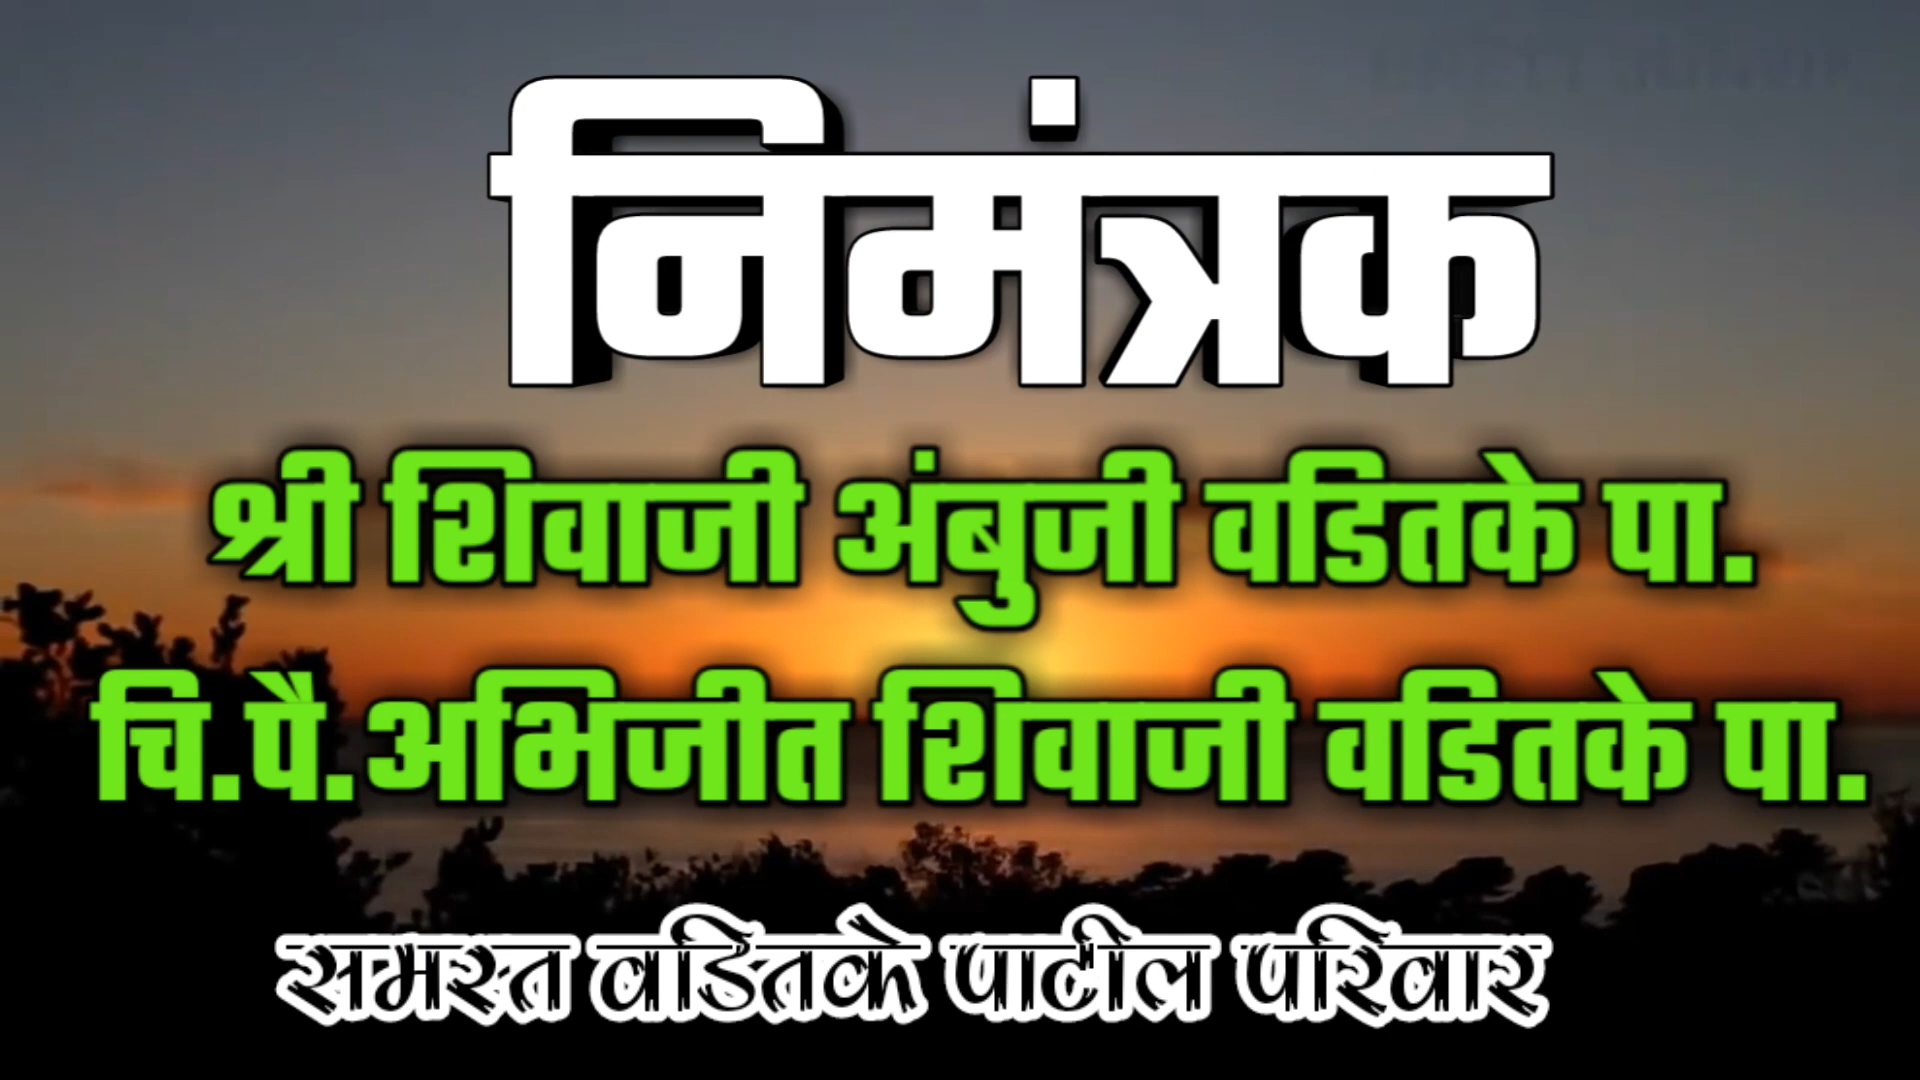 निमंत्रक
श्री शिवाजी अंबुजी वडितके पा.
चि.पै.अभिजीत शिवाजी वडितके पा.
समस्त वडितके पाटील परिवार